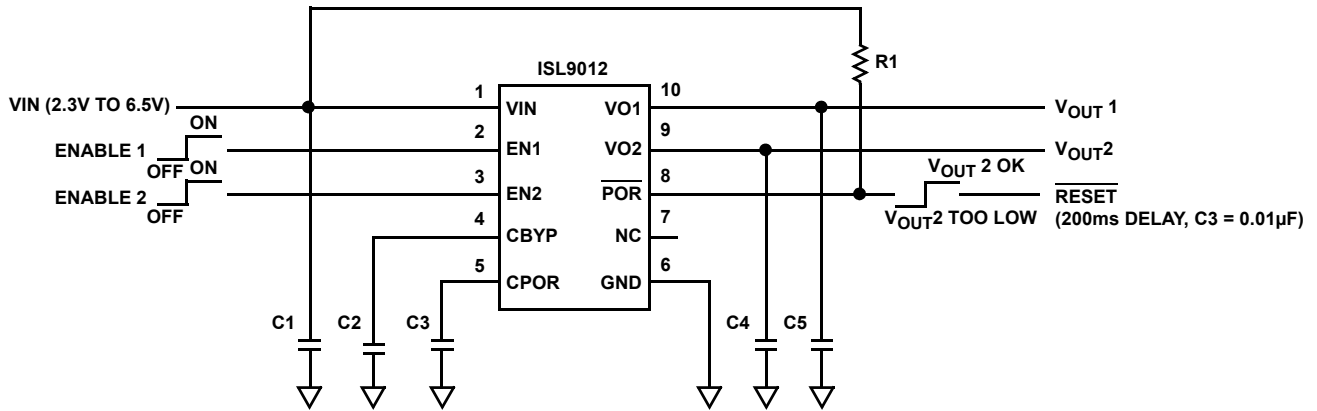 R1
ISL9012
VIN (2.3V TO 6.5V)
1
VIN
VO1
10
VOUT 1
ON
ENABLE 1
OFF
2
EN1
VO2
9
VOUT2
ON
ENABLE 2
OFF
3
EN2
POR
8
VOUT 2 OK
VOUT2 TOO LOW
RESET
(200ms DELAY, C3 = 0.01µF)
4
CBYP
NC
7
5
CPOR
GND
6
C1
C2
C3
C4
C5